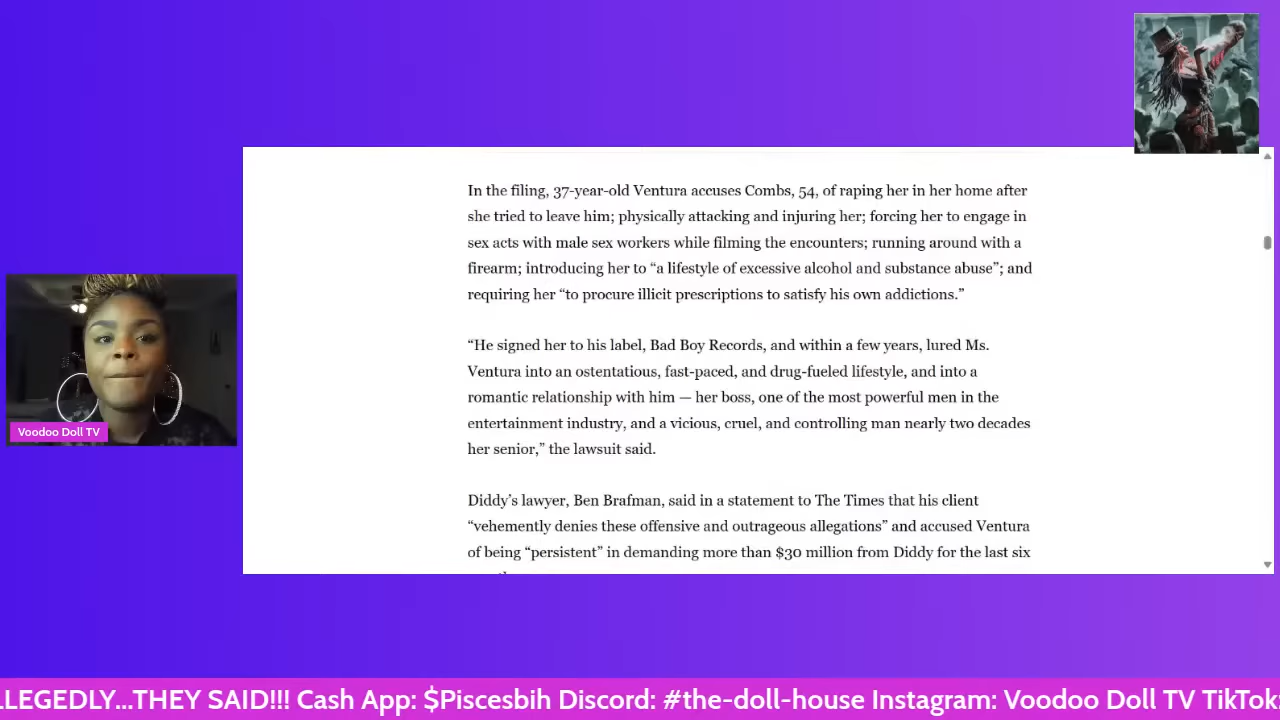 In the filing, 37-year-old Ventura accuses Combs, 54, of raping her in her home after
she tried to leave him; physically attacking and injuring her; forcing her to engage in
sex acts with male sex workers while filming the encounters; running around with a
firearm; introducing her to “a lifestyle of excessive alcohol and substance abuse”; and
requiring her “to procure illicit prescriptions to satisfy his own addictions.”
“He signed her to his label, Bad Boy Records, and within a few years, lured Ms.
Ventura into an ostentatious, fast-paced, and drug-fueled lifestyle, and into a
romantic relationship with him — her boss, one of the most powerful men in the
entertainment industry, and a vicious, cruel, and controlling man nearly two decades
her senior,” the lawsuit said.
Diddy’s lawyer, Ben Brafman, said in a statement to The Times that his client
“vehemently denies these offensive and outrageous allegations” and accused Ventura
of being “persistent” in demanding more than $30 million from Diddy for the last six
Voodoo Doll TV
LLEGEDLY...THEY SAID!!! Cash App: $Piscesbih Discord: #the-doll-house Instagram: Voodoo Doll TV TikTok: